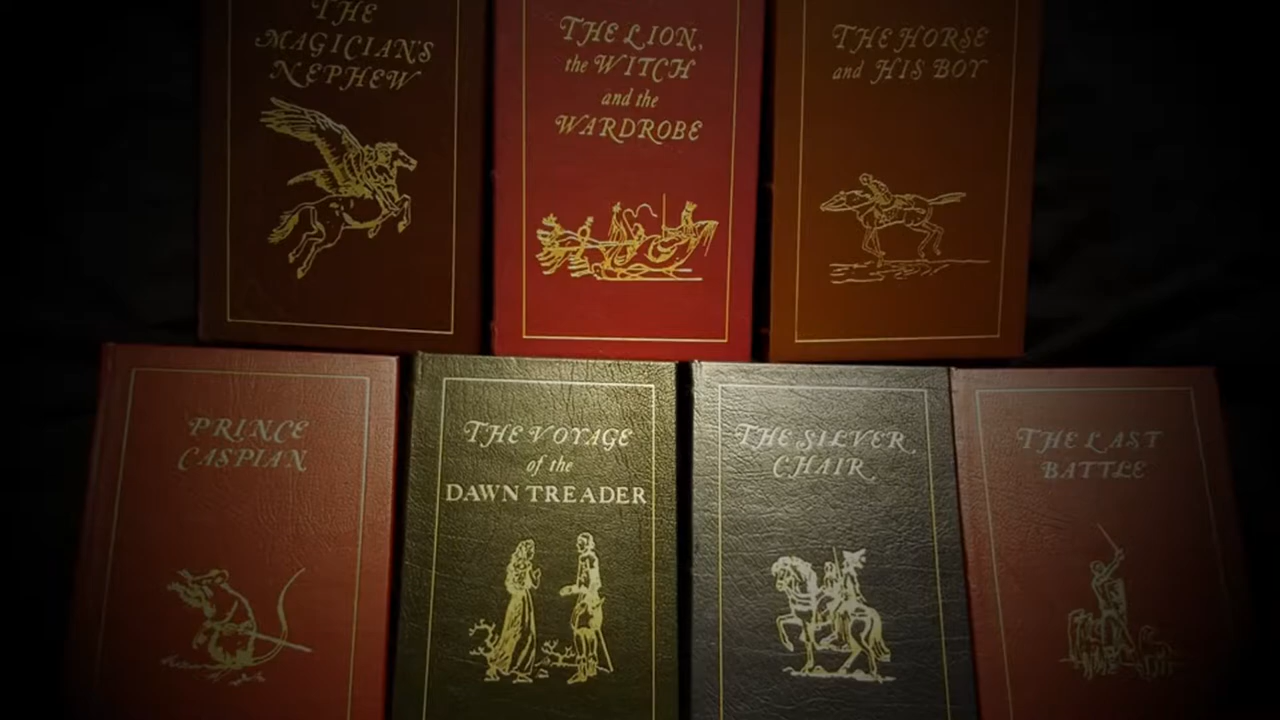 THE
MAGICIAN'S
NEPHEW
THE LION,
the WITCH
and the
WARDROBE
THE HORSE
and HIS BOY
PRINCE
CASPIAN
THE VOYAGE
of the
DAWN TREADER
THE SILVER
CHAIR
THE LAST
BATTLE